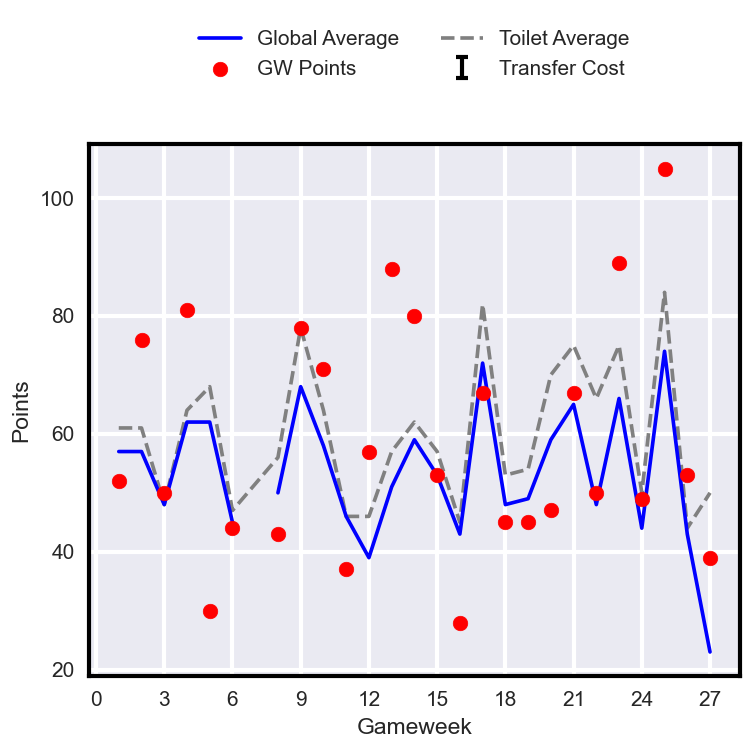 Global Average
Toilet Average
GW Points
Transfer Cost
100
80
60
40
20
Points
0 3 6 9 12 15 18 21 24 27
Gameweek